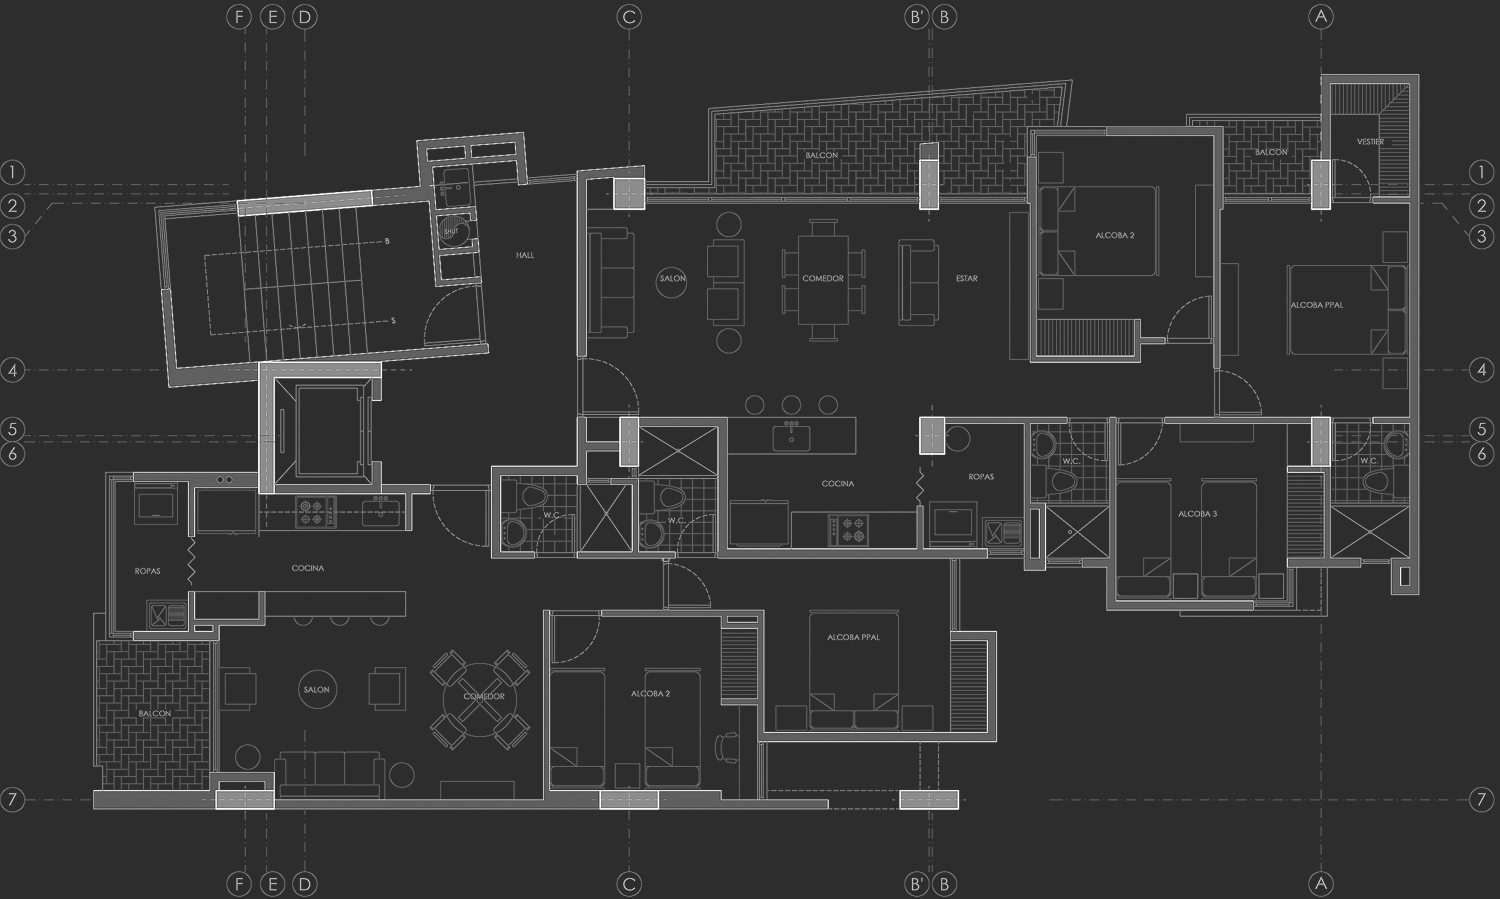 F E D C B' B A
1
2
3
4
5
6
7
1
2
3
4
5
6
7
BALCON
BALCON
VESTIER
SHUT
B
HALL
ALCOBA 2
SALON
COMEDOR
ESTAR
ALCOBA PPAL
S
W.C.
W.C.
COCINA
ROPAS
W.C.
W.C.
ALCOBA 3
ROPAS
COCINA
ALCOBA PPAL
SALON
COMEDOR
ALCOBA 2
BALCON
F E D C B' B A